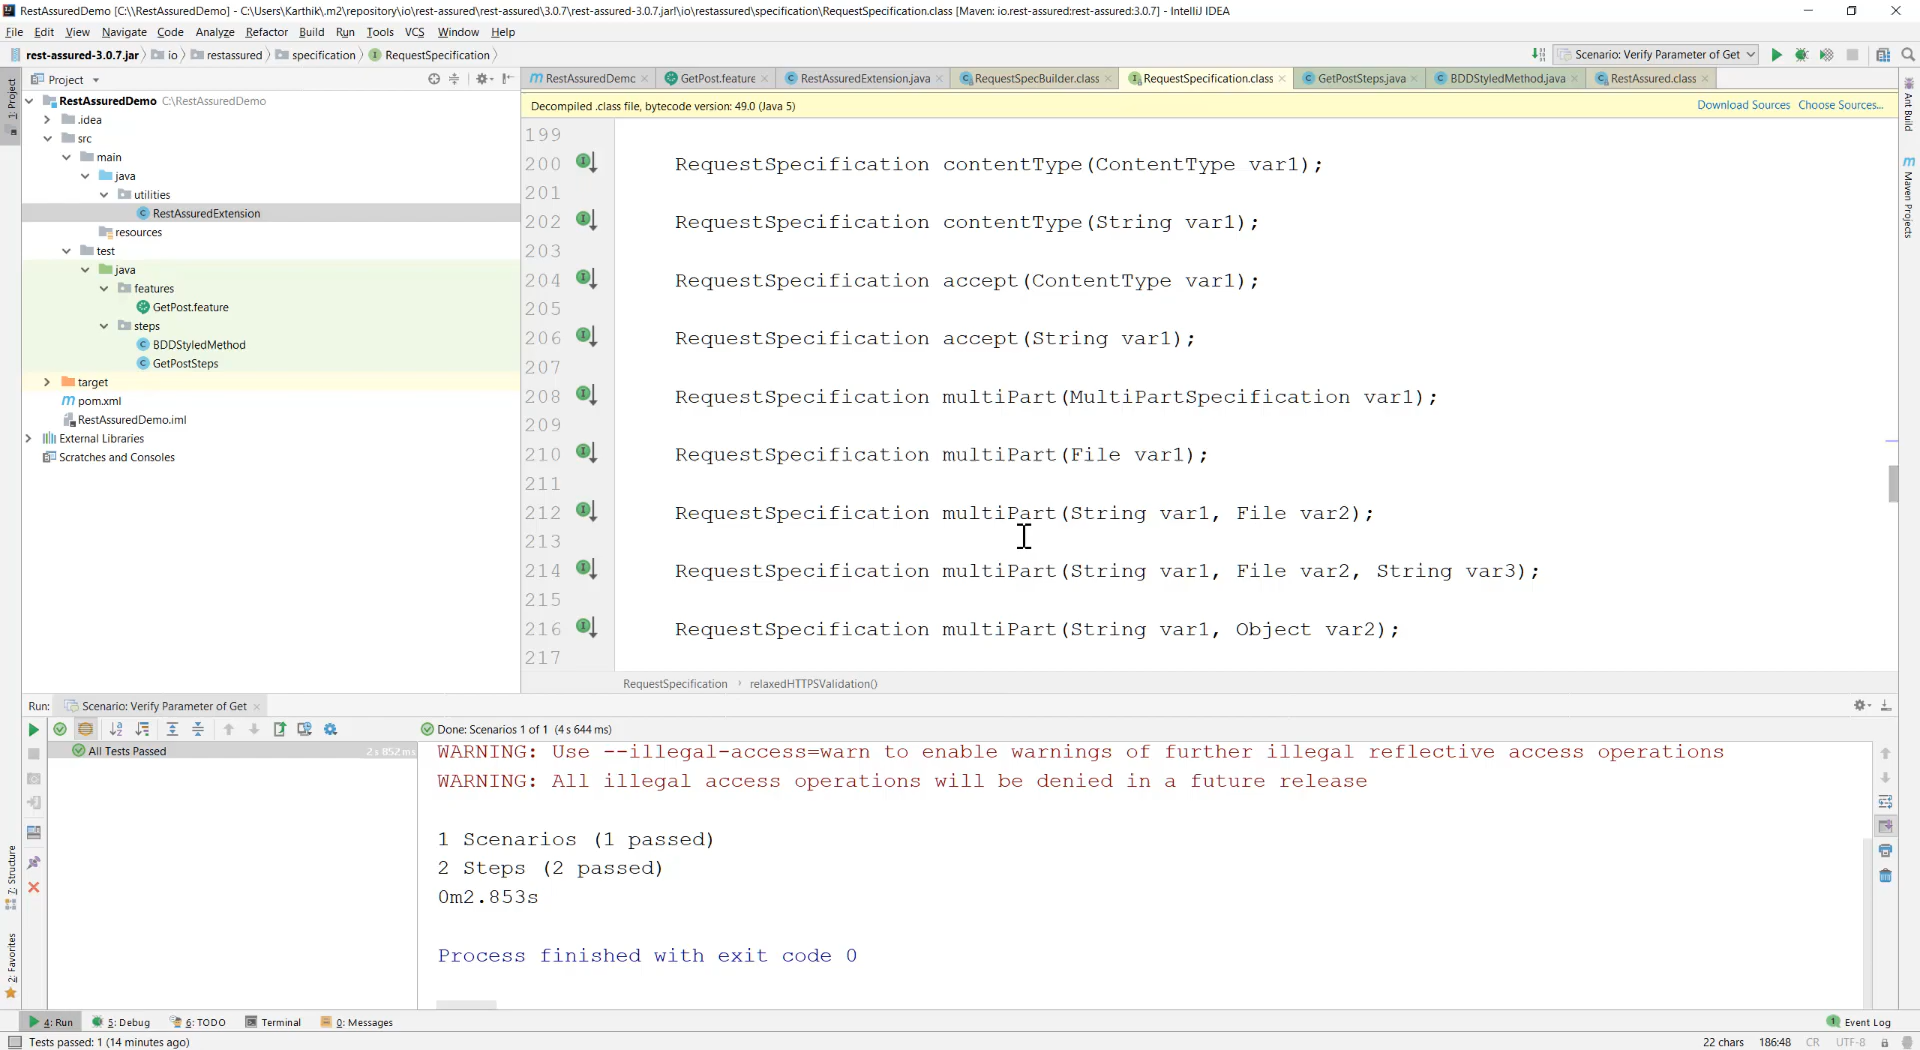 RestAssuredDemo [C:\\RestAssuredDemo] - C:\Users\Karthik\.m2\repository\io\rest-assured\rest-assured\3.0.7\rest-assured-3.0.7.jar!\io\restassured\specification\RequestSpecification.class [Maven: io.rest-assured:rest-assured:3.0.7] - IntelliJ IDEA
File Edit View Navigate Code Analyze Refactor Build Run Tools VCS Window Help
rest-assured-3.0.7.jar io restassured specification RequestSpecification
Scenario: Verify Parameter of Get
1: Project
Project
RestAssuredDemo C:\RestAssuredDemo
.idea
src
main
java
utilities
RestAssuredExtension
resources
test
java
features
GetPost.feature
steps
BDDStyledMethod
GetPostSteps
target
pom.xml
RestAssuredDemo.iml
External Libraries
Scratches and Consoles
RestAssuredDemc GetPost.feature RestAssuredExtension.java RequestSpecBuilder.class RequestSpecification.class GetPostSteps.java BDDStyledMethod.java RestAssured.class
Decompiled .class file, bytecode version: 49.0 (Java 5)
Download Sources Choose Sources...
199
200 RequestSpecification contentType(ContentType var1);
201
202 RequestSpecification contentType(String var1);
203
204 RequestSpecification accept(ContentType var1);
205
206 RequestSpecification accept(String var1);
207
208 RequestSpecification multiPart(MultiPartSpecification var1);
209
210 RequestSpecification multiPart(File var1);
211
212 RequestSpecification multiPart(String var1, File var2);
213
214 RequestSpecification multiPart(String var1, File var2, String var3);
215
216 RequestSpecification multiPart(String var1, Object var2);
217
RequestSpecification relaxedHTTPSValidation()
Ant Build
Maven Projects
Run: Scenario: Verify Parameter of Get
Done: Scenarios 1 of 1 (4 s 644 ms)
All Tests Passed 2 s 852 ms
WARNING: Use --illegal-access=warn to enable warnings of further illegal reflective access operations
WARNING: All illegal access operations will be denied in a future release
1 Scenarios (1 passed)
2 Steps (2 passed)
0m2.853s
Process finished with exit code 0
7: Structure
2: Favorites
4: Run 5: Debug 6: TODO Terminal 0: Messages
1 Event Log
Tests passed: 1 (14 minutes ago)
22 chars 186:48 CR UTF-8